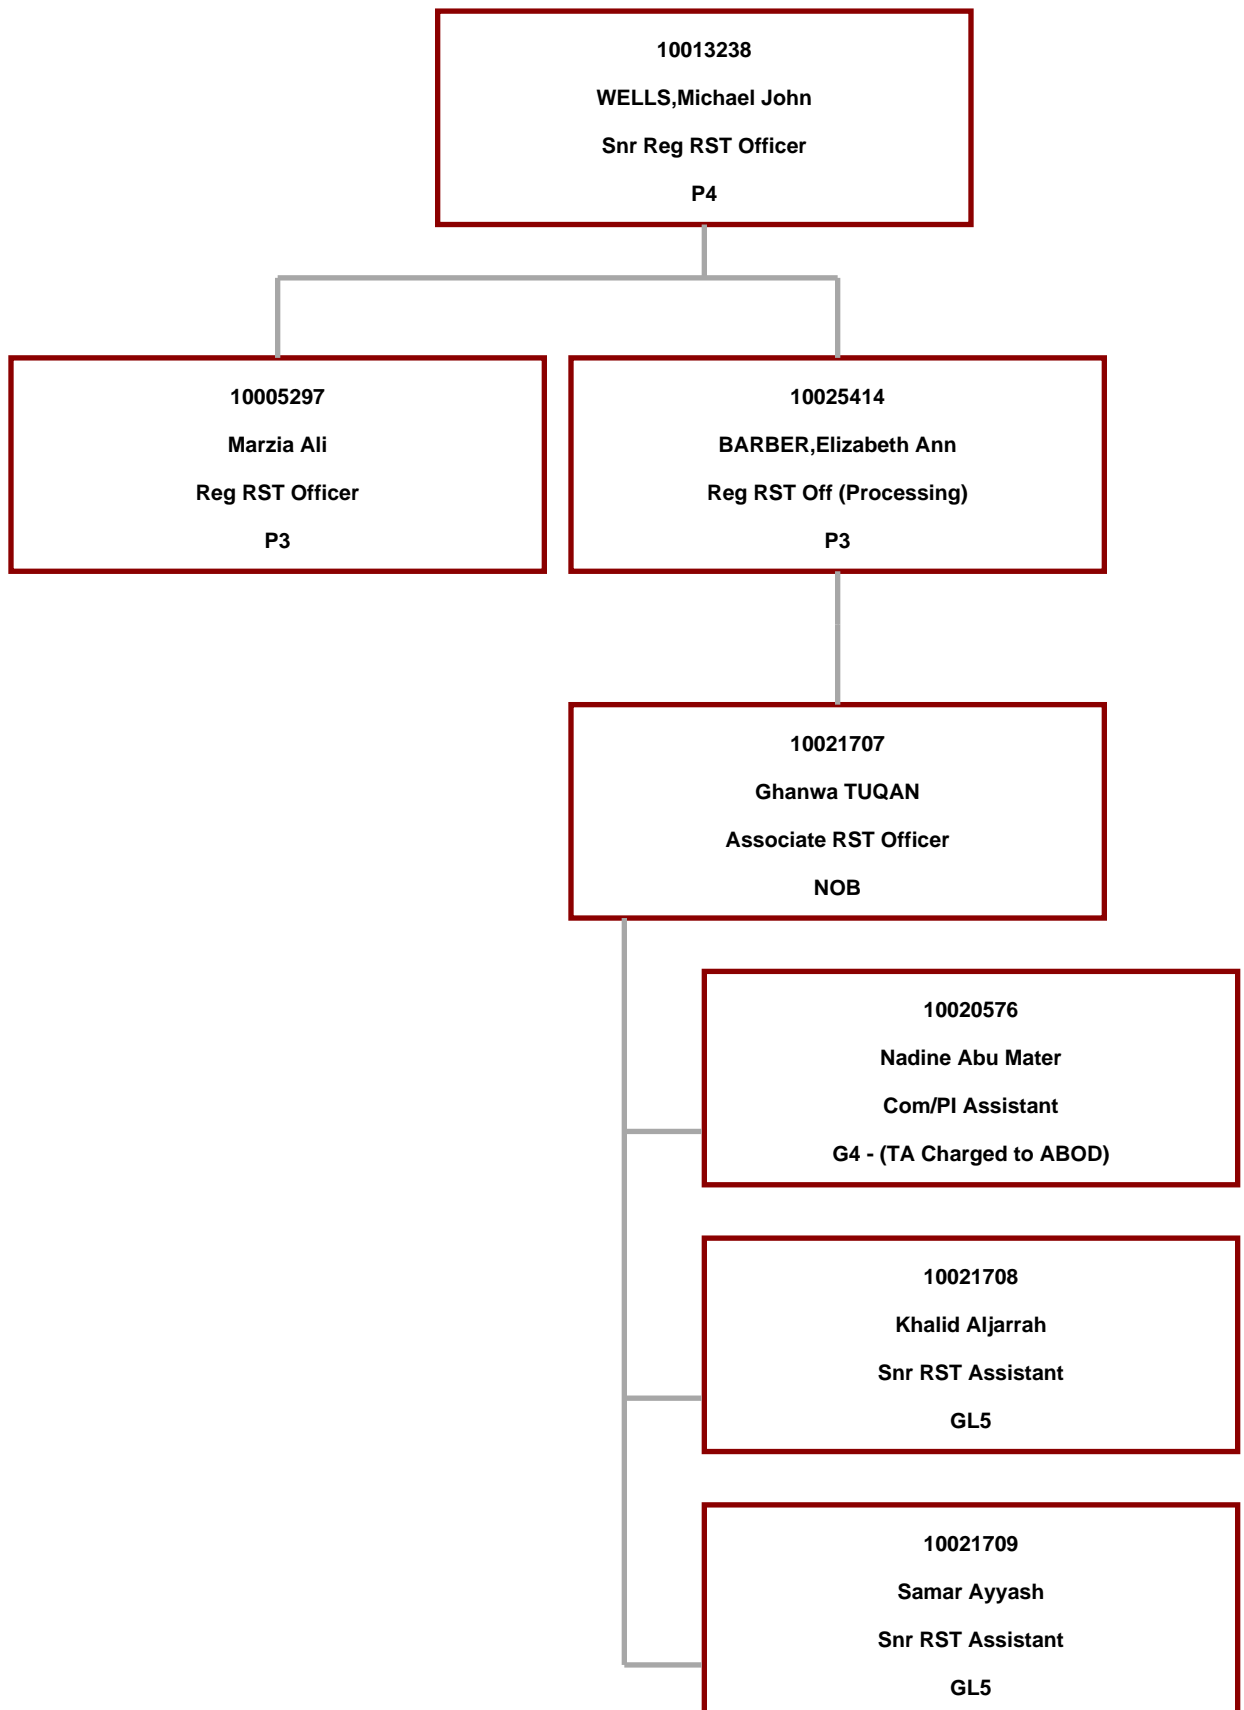 10013238
WELLS,Michael John
Snr Reg RST Officer
P4
10005297
Marzia Ali
Reg RST Officer
P3
10025414
BARBER,Elizabeth Ann
Reg RST Off (Processing)
P3
10021707
Ghanwa TUQAN
Associate RST Officer
NOB
10020576
Nadine Abu Mater
Com/PI Assistant
G4 - (TA Charged to ABOD)
10021708
Khalid Aljarrah
Snr RST Assistant
GL5
10021709
Samar Ayyash
Snr RST Assistant
GL5